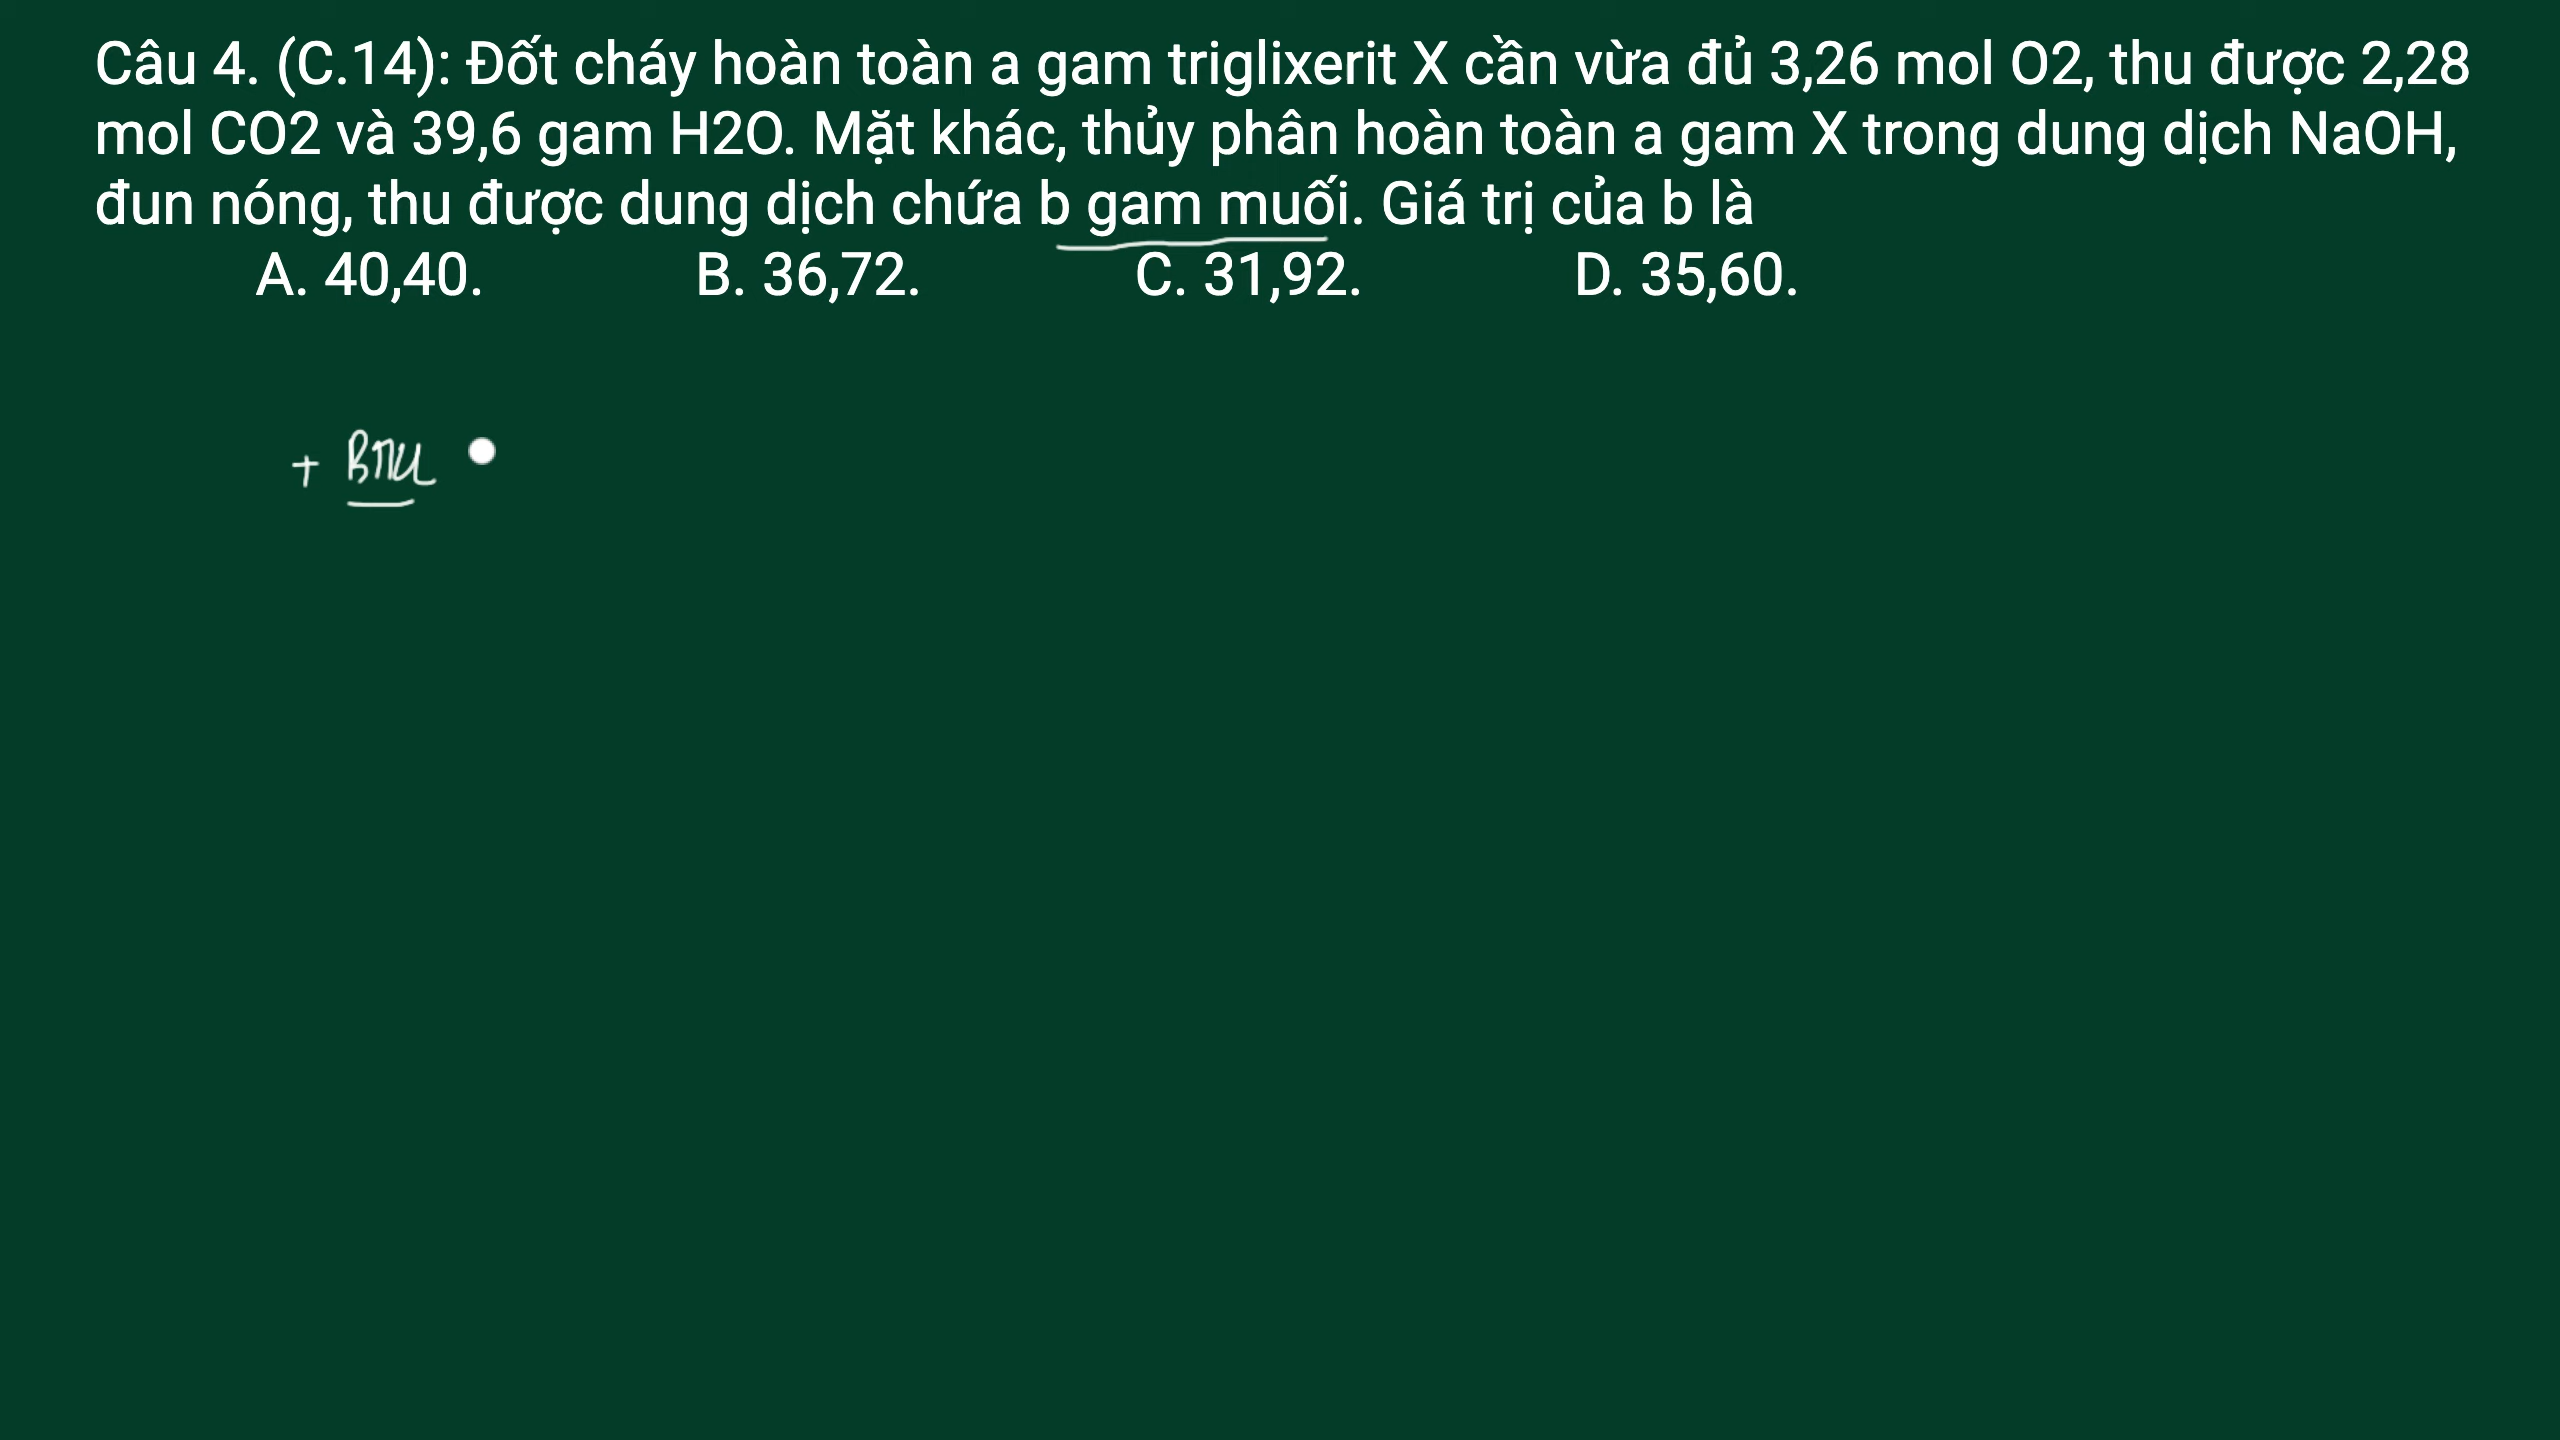 Câu 4. (C.14): Đốt cháy hoàn toàn a gam triglixerit X cần vừa đủ 3,26 mol O2, thu được 2,28
mol CO2 và 39,6 gam H2O. Mặt khác, thủy phân hoàn toàn a gam X trong dung dịch NaOH,
đun nóng, thu được dung dịch chứa b gam muối. Giá trị của b là
A. 40,40. B. 36,72. C. 31,92. D. 35,60.
+